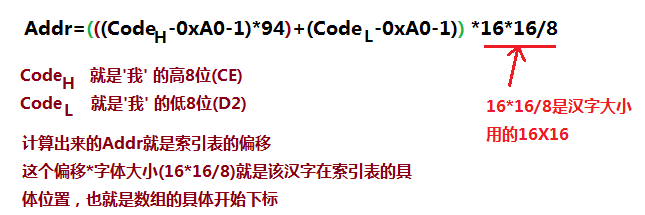 Addr=(((CodeH-0xA0-1)*94)+(CodeL-0xA0-1)) *16*16/8
CodeH 就是'我' 的高8位(CE)
CodeL 就是'我' 的低8位(D2)
16*16/8是汉字大小
用的16X16
计算出来的Addr就是索引表的偏移
这个偏移*字体大小(16*16/8)就是该汉字在索引表的具
体位置，也就是数组的具体开始下标